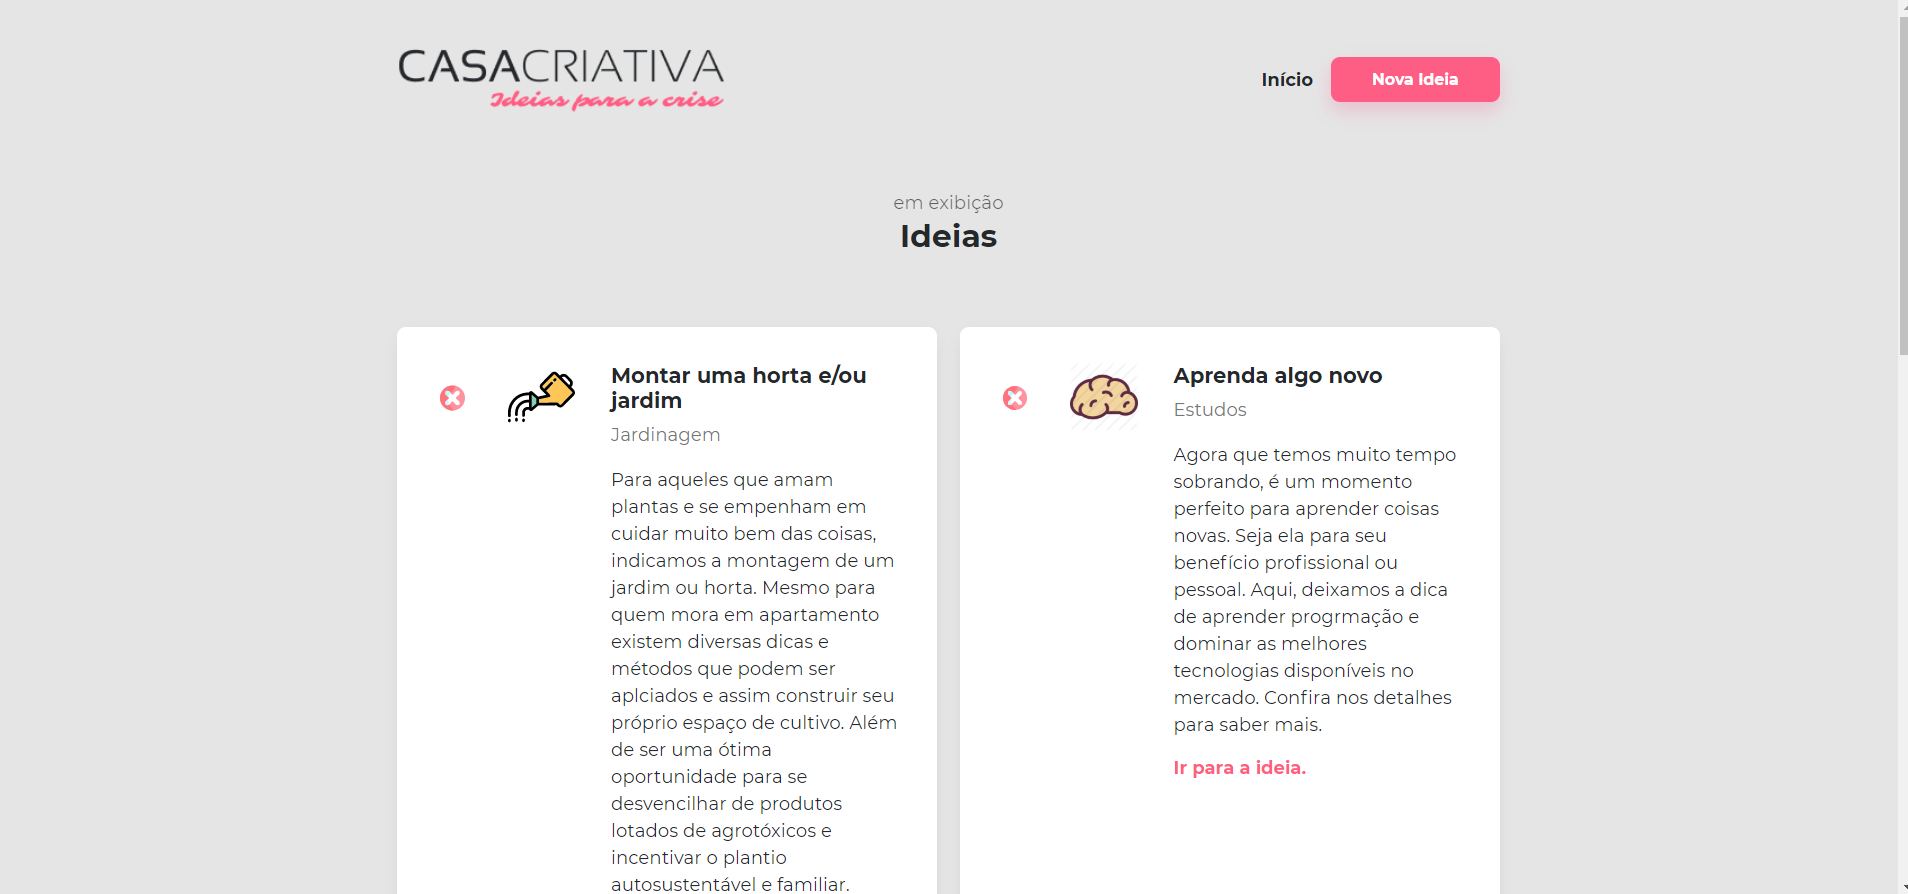 CASACRIATIVA
Ideias para a crise
Início
Nova Ideia
em exibição
Ideias
Montar uma horta e/ou
jardim
Jardinagem
Para aqueles que amam
plantas e se empenham em
cuidar muito bem das coisas,
indicamos a montagem de um
jardim ou horta. Mesmo para
quem mora em apartamento
existem diversas dicas e
métodos que podem ser
aplciados e assim construir seu
próprio espaço de cultivo. Além
de ser uma ótima
oportunidade para se
desvencilhar de produtos
lotados de agrotóxicos e
incentivar o plantio
autosustentável e familiar.
Aprenda algo novo
Estudos
Agora que temos muito tempo
sobrando, é um momento
perfeito para aprender coisas
novas. Seja ela para seu
benefício profissional ou
pessoal. Aqui, deixamos a dica
de aprender progrmação e
dominar as melhores
tecnologias disponíveis no
mercado. Confira nos detalhes
para saber mais.
Ir para a ideia.